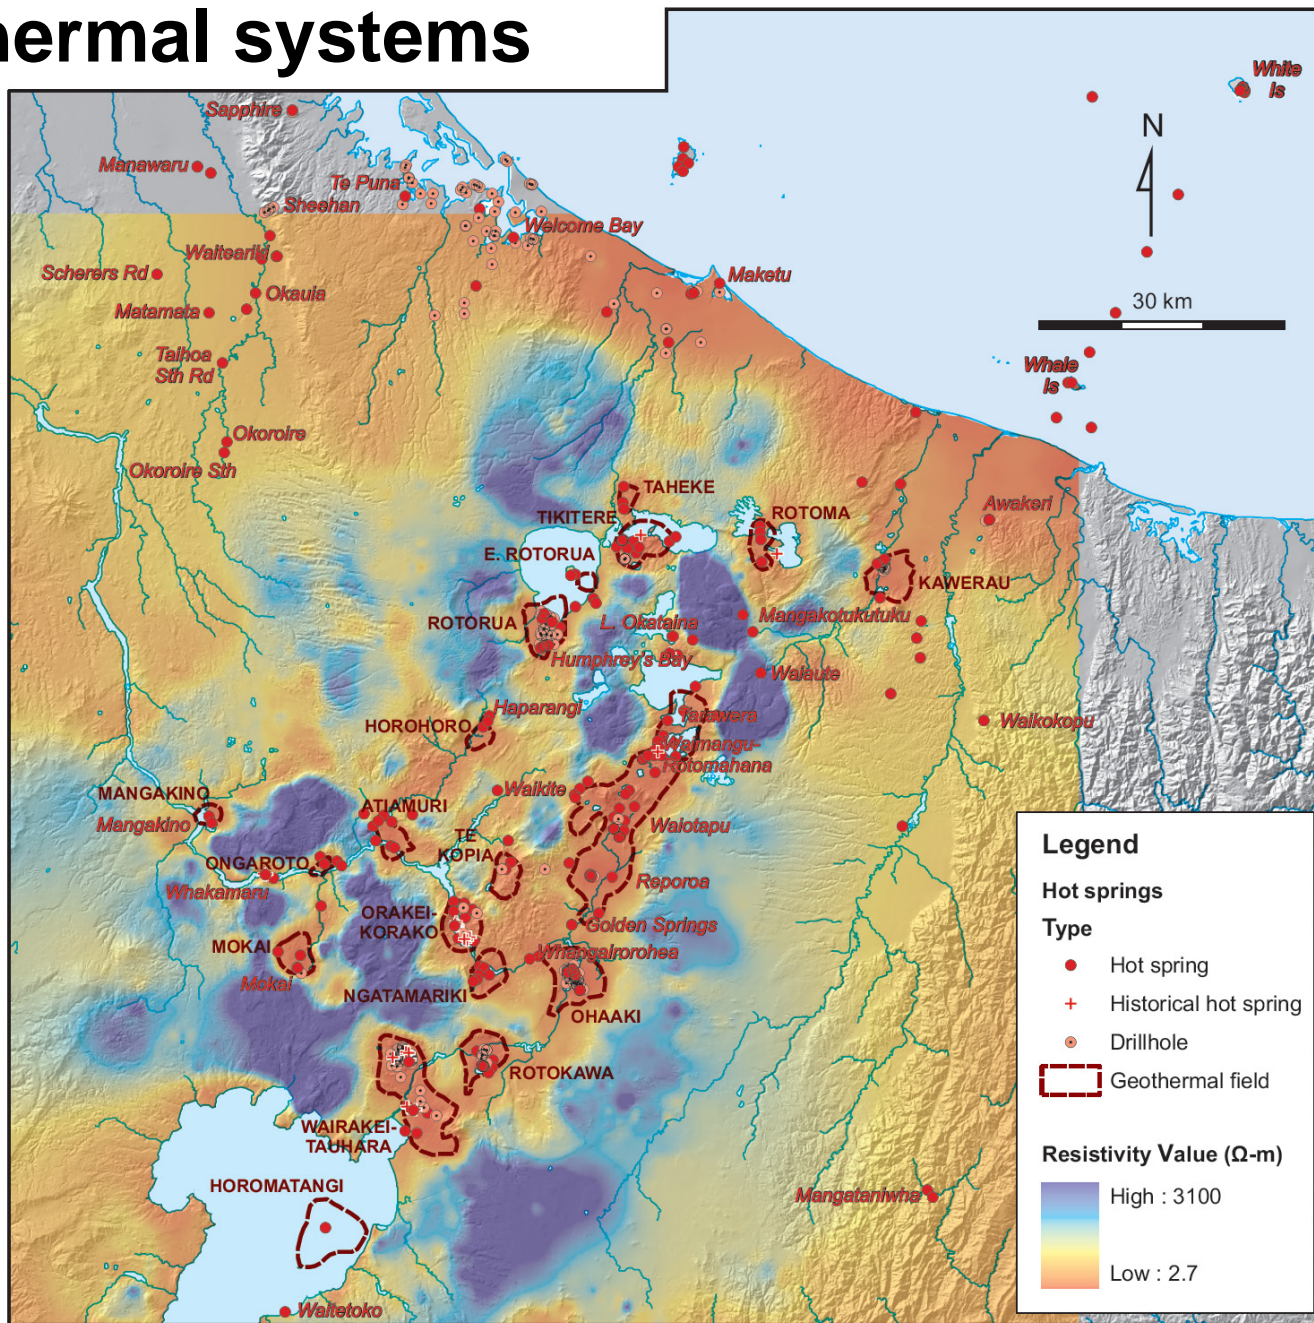 hermal systems
White
Is
Sapphire
N
Manawaru
Te Puna
Sheehan
Welcome Bay
Waiteariki
Scherers Rd
Maketu
Okauia
30 km
Matamata
Taihoa
Sth Rd
Whale
Is
Okoroire
Okoroire Sth
TAHEKE
Awakeri
ROTOMA
TIKITERE
E. ROTORUA
KAWERAU
Mangakotukutuku
L. Okataina
ROTORUA
Humphrey's Bay
Waiaute
Haparangi
Tarawera
Waikokopu
HOROHORO
Waimangu-
Rotomahana
MANGAKINO
Waikite
ATIAMURI
Mangakino
Waiotapu
TE
KOPIA
ONGAROTO
Whakamaru
Reporoa
ORAKEI-
KORAKO
Golden Springs
MOKAI
Whangairorohea
Mokai
NGATAMARIKI
OHAAKI
ROTOKAWA
WAIRAKEI-
TAUHARA
HOROMATANGI
Mangataniwha
Waitetoko
Legend
Hot springs
Type
Hot spring
Historical hot spring
Drillhole
Geothermal field
Resistivity Value (Ω-m)
High : 3100
Low : 2.7